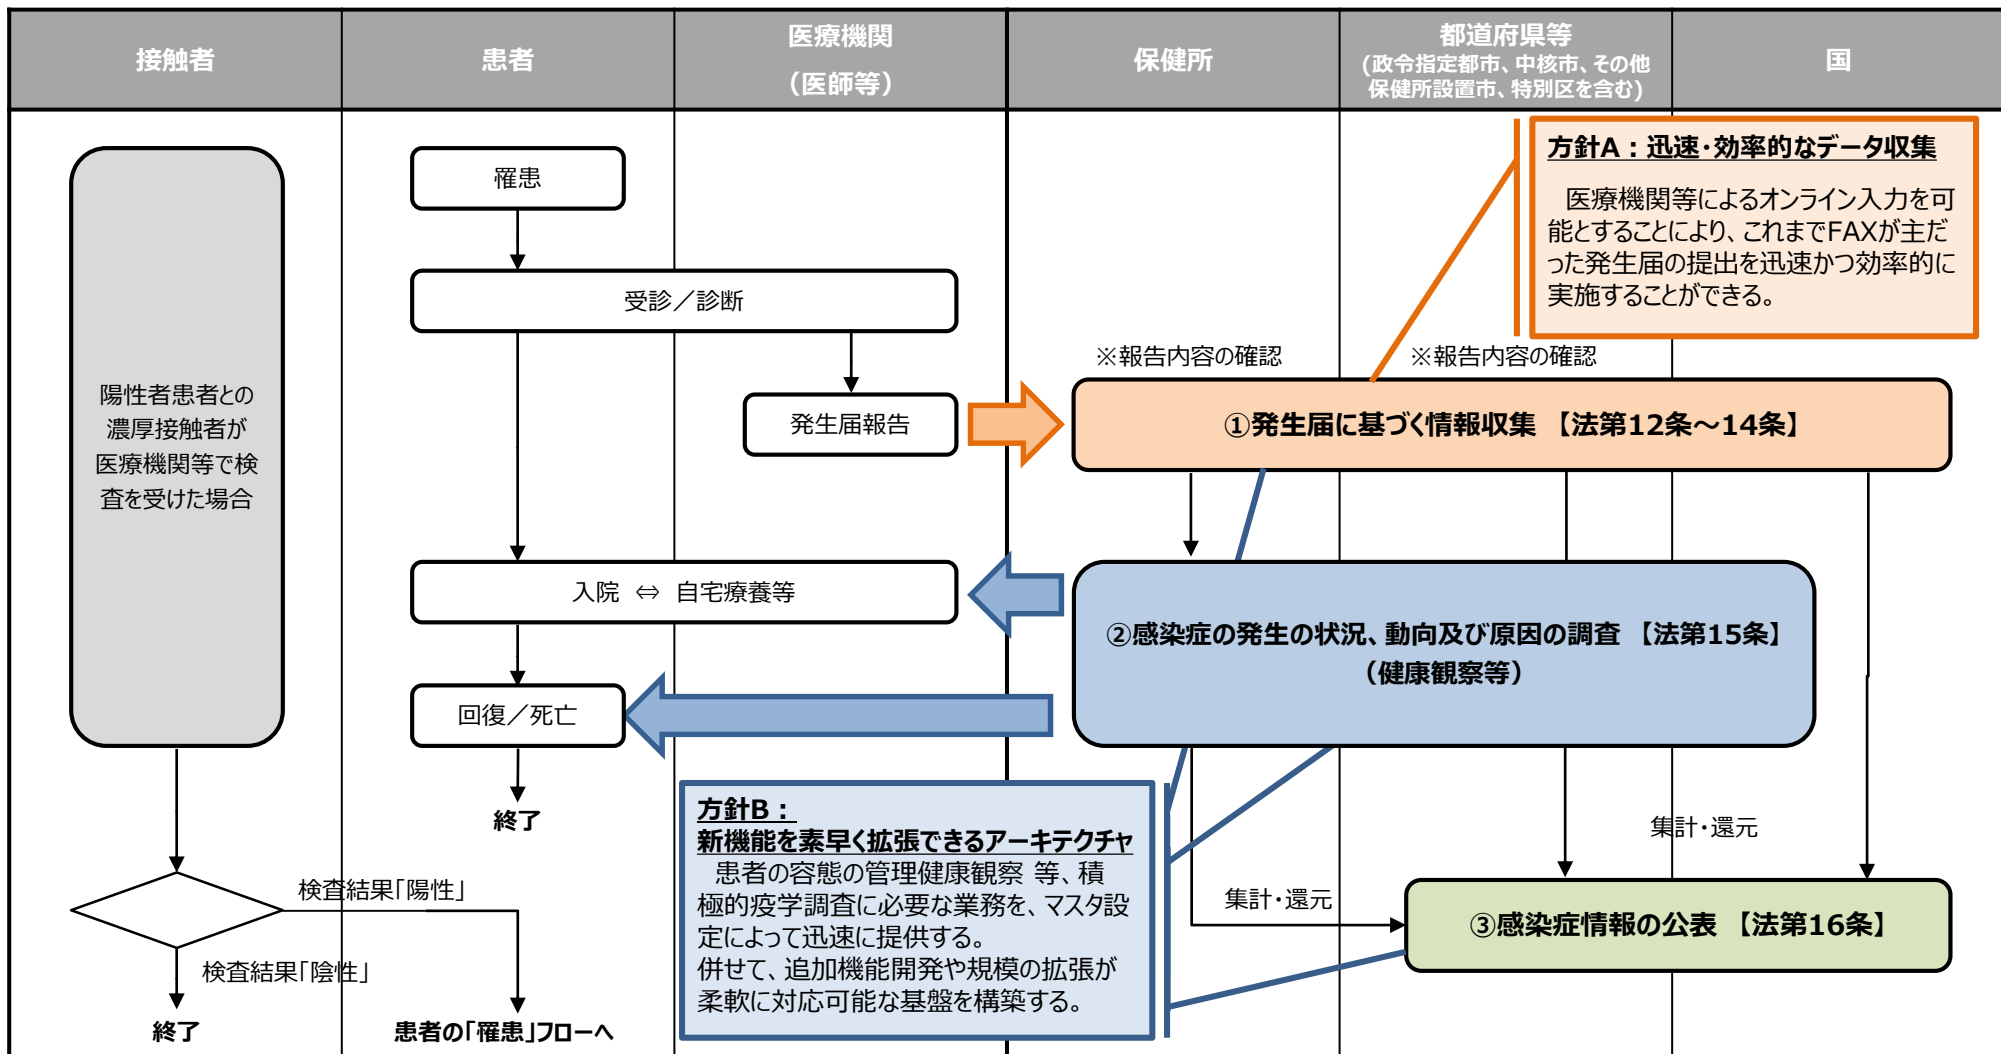 接触者
患者
医療機関
（医師等）
保健所
都道府県等
(政令指定都市、中核市、その他
保健所設置市、特別区を含む)
国
方針A：迅速・効率的なデータ収集
医療機関等によるオンライン入力を可
能とすることにより、これまでFAXが主だ
った発生届の提出を迅速かつ効率的に
実施することができる。
罹患
受診／診断
※報告内容の確認
※報告内容の確認
陽性者患者との
濃厚接触者が
医療機関等で検
査を受けた場合
発生届報告
①発生届に基づく情報収集 【法第12条～14条】
入院 ⇔ 自宅療養等
②感染症の発生の状況、動向及び原因の調査 【法第15条】
（健康観察等）
回復／死亡
終了
方針B：
新機能を素早く拡張できるアーキテクチャ
患者の容態の管理健康観察 等、積
極的疫学調査に必要な業務を、マスタ設
定によって迅速に提供する。
併せて、追加機能開発や規模の拡張が
柔軟に対応可能な基盤を構築する。
集計・還元
集計・還元
③感染症情報の公表 【法第16条】
検査結果「陽性」
検査結果「陰性」
終了
患者の「罹患」フローへ